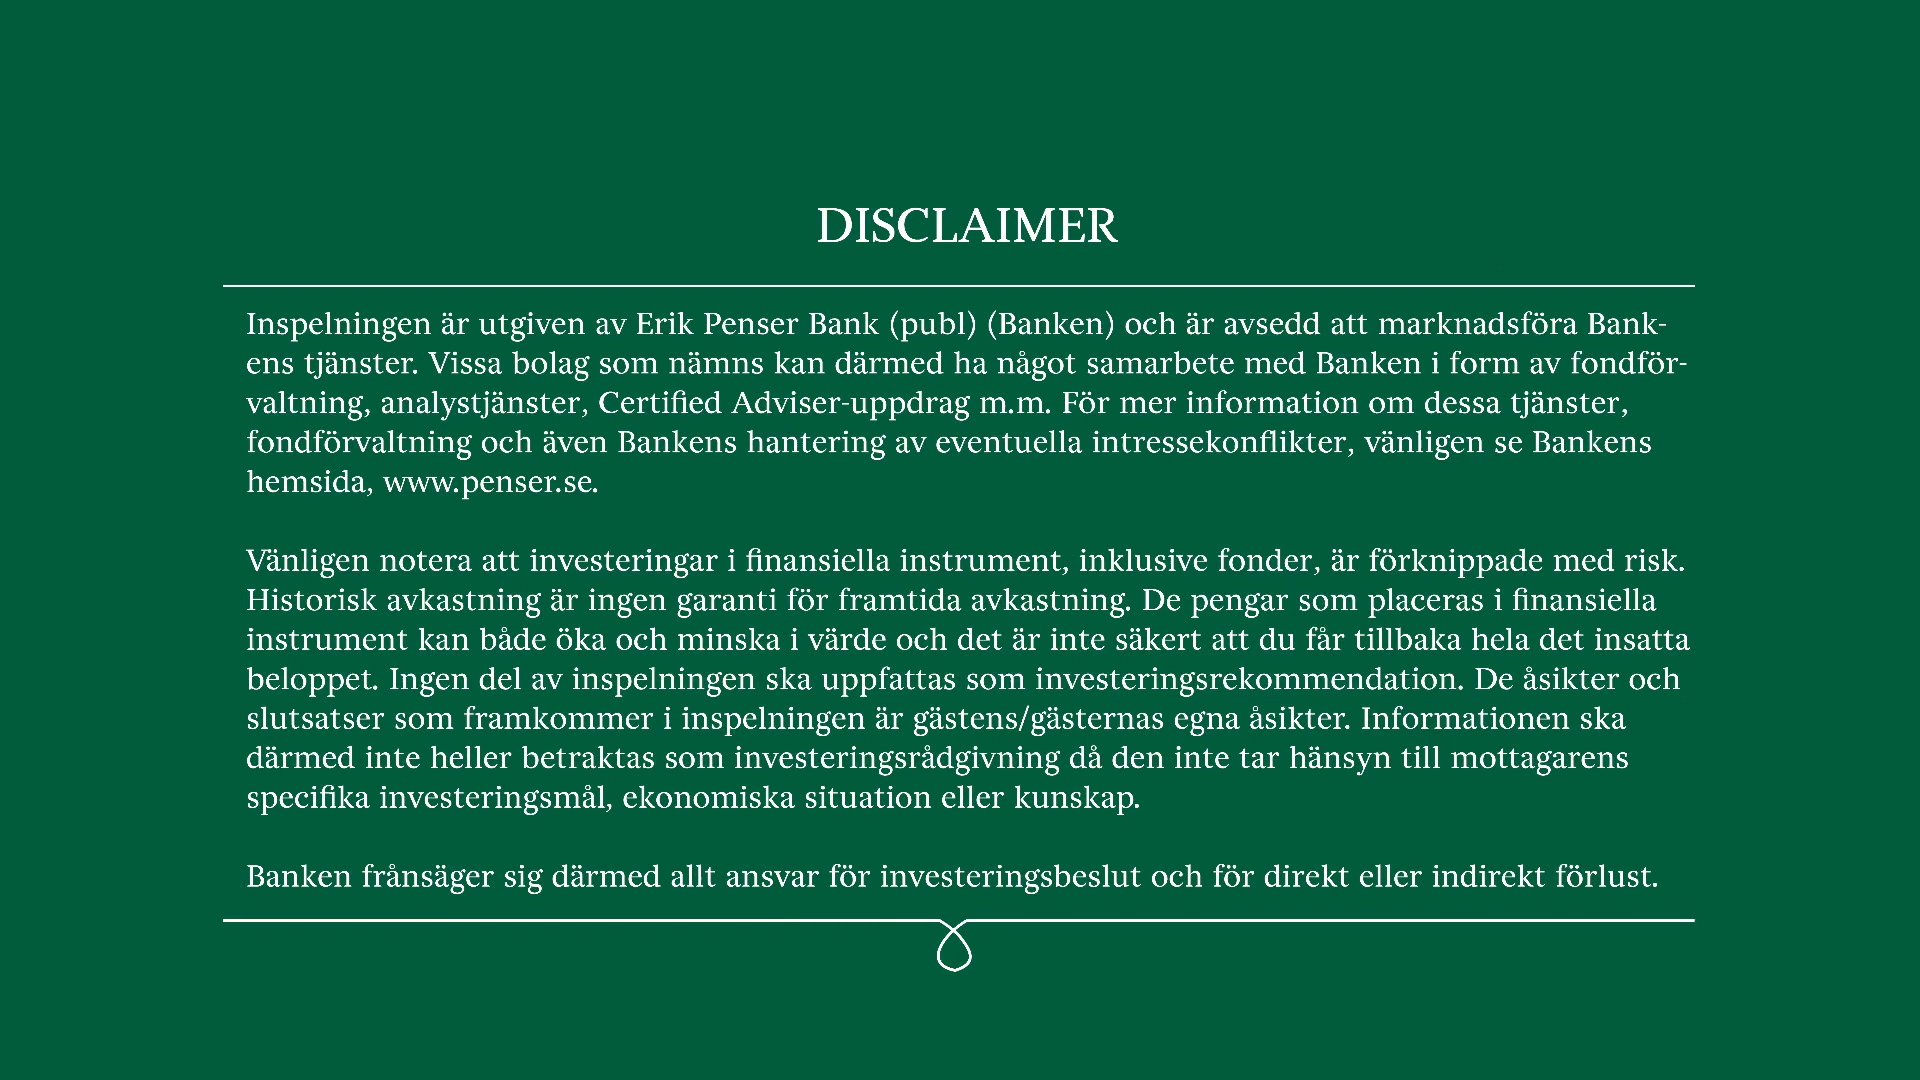 DISCLAIMER
Inspelningen är utgiven av Erik Penser Bank (publ) (Banken) och är avsedd att marknadsföra Bank-
ens tjänster. Vissa bolag som nämns kan därmed ha något samarbete med Banken i form av fondför-
valtning, analystjänster, Certified Adviser-uppdrag m.m. För mer information om dessa tjänster,
fondförvaltning och även Bankens hantering av eventuella intressekonflikter, vänligen se Bankens
hemsida, www.penser.se.
Vänligen notera att investeringar i finansiella instrument, inklusive fonder, är förknippade med risk.
Historisk avkastning är ingen garanti för framtida avkastning. De pengar som placeras i finansiella
instrument kan både öka och minska i värde och det är inte säkert att du får tillbaka hela det insatta
beloppet. Ingen del av inspelningen ska uppfattas som investeringsrekommendation. De åsikter och
slutsatser som framkommer i inspelningen är gästens/gästernas egna åsikter. Informationen ska
därmed inte heller betraktas som investeringsrådgivning då den inte tar hänsyn till mottagarens
specifika investeringsmål, ekonomiska situation eller kunskap.
Banken frånsäger sig därmed allt ansvar för investeringsbeslut och för direkt eller indirekt förlust.